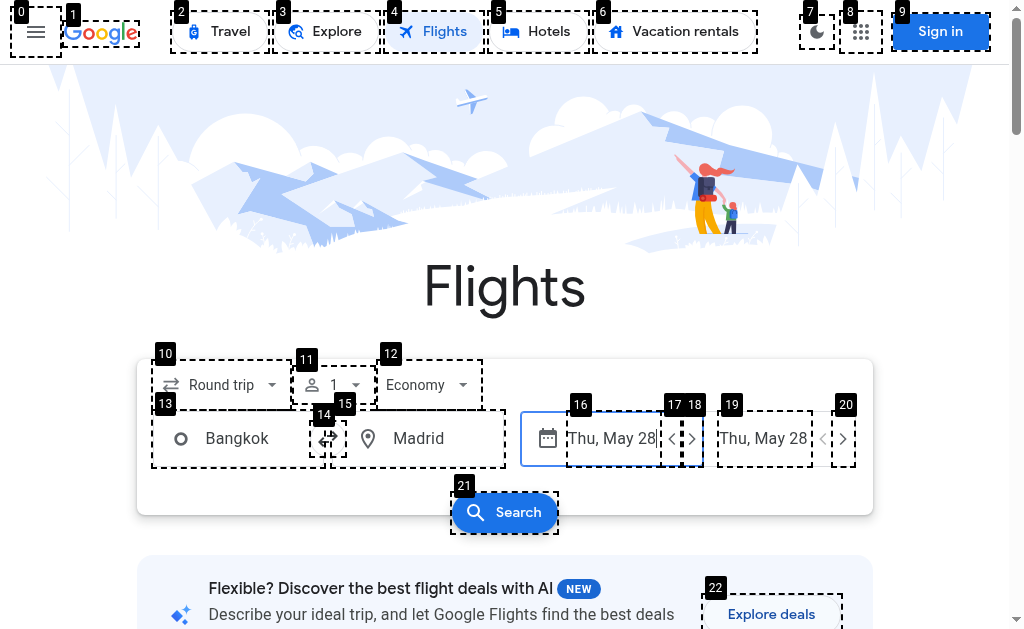 0
1
2
3
4
5
6
7
8
9
Google
Travel
Explore
Flights
Hotels
Vacation rentals
Sign in
Flights
10
11
12
Round trip
1
Economy
13
14
15
16
17
18
19
20
Bangkok
Madrid
Thu, May 28
Thu, May 28
21
Search
Flexible? Discover the best flight deals with AI NEW
22
Describe your ideal trip, and let Google Flights find the best deals
Explore deals